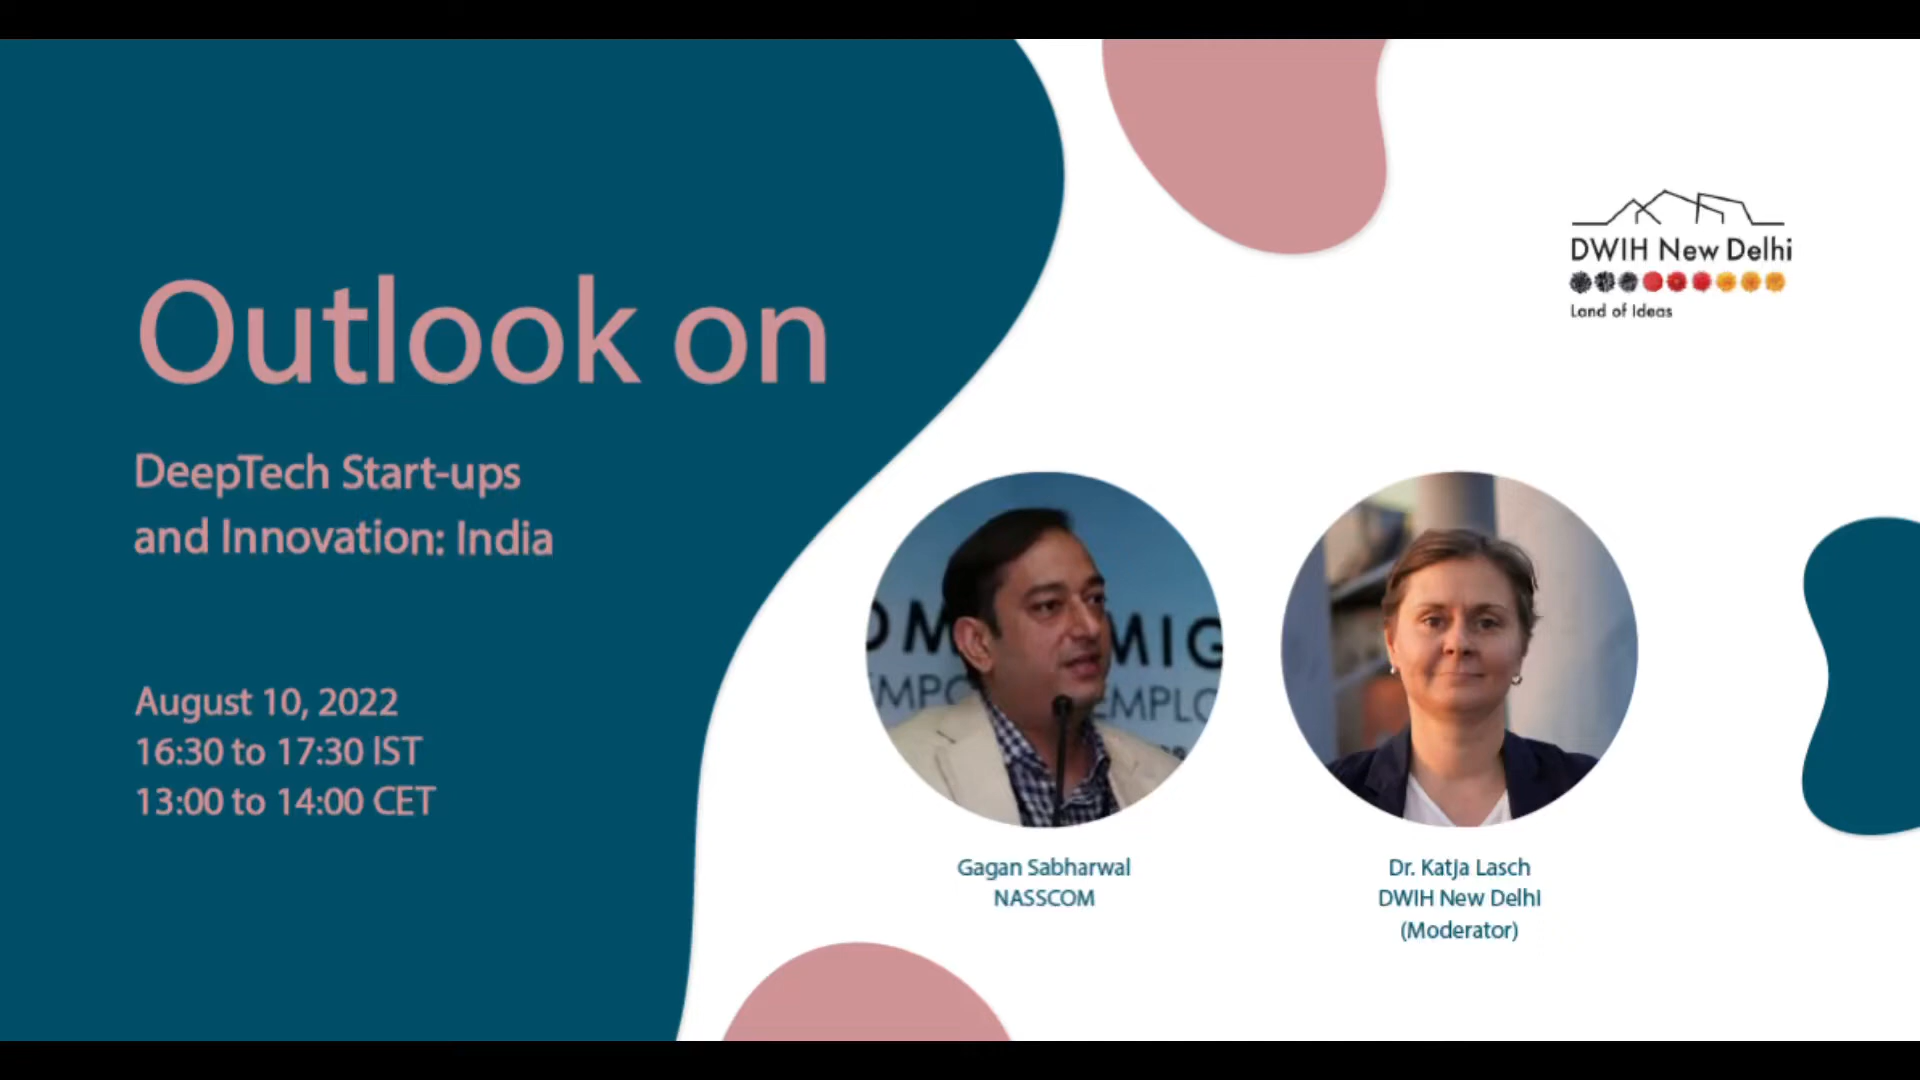 Outlook on
DeepTech Start-ups
and Innovation: India
August 10, 2022
16:30 to 17:30 IST
13:00 to 14:00 CET
DWIH New Delhi
Land of Ideas
Gagan Sabharwal
NASSCOM
Dr. Katja Lasch
DWIH New Delhi
(Moderator)